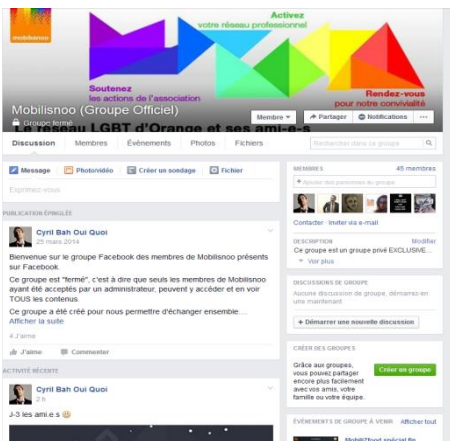 mobilisnoo
Activez
votre réseau professionnel
Soutenez
les actions de l'association
Rendez-vous
pour notre convivialité
Mobilisnoo (Groupe Officiel)
Groupe fermé
Le réseau LGBT d'Orange et ses ami-e-s
Membre
Partager
Notifications
Discussion
Membres
Évènements
Photos
Fichiers
Rechercher dans ce groupe
Message
Photo/vidéo
Créer un sondage
Fichier
Exprimez-vous
PUBLICATION ÉPINGLÉE
Cyril Bah Oui Quoi
25 mars 2014
Bienvenue sur le groupe Facebook des membres de Mobilisnoo présents
sur Facebook.
Ce groupe est "fermé", c'est à dire que seuls les membres de Mobilisnoo
ayant été acceptés par un administrateur, peuvent y accéder et en voir
TOUS les contenus.
Ce groupe a été créé pour nous permettre d'échanger ensemble...
Afficher la suite
4 J'aime
J'aime
Commenter
ACTIVITÉ RÉCENTE
Cyril Bah Oui Quoi
2 h
J-3 les ami.e.s
MEMBRES
45 membres
+ Ajouter des personnes au groupe
Contacter · Inviter via e-mail
DESCRIPTION
Modifier
Ce groupe est un groupe privé EXCLUSIVE...
Voir plus
DISCUSSIONS DE GROUPE
Aucune discussion de groupe, démarrez-en
une maintenant
+ Démarrer une nouvelle discussion
CRÉER DES GROUPES
Grâce aux groupes,
vous pouvez partager
encore plus facilement
avec vos amis, votre
famille ou votre équipe.
Créer un groupe
ÉVÈNEMENTS DE GROUPE À VENIR
Afficher tout
spécial fin